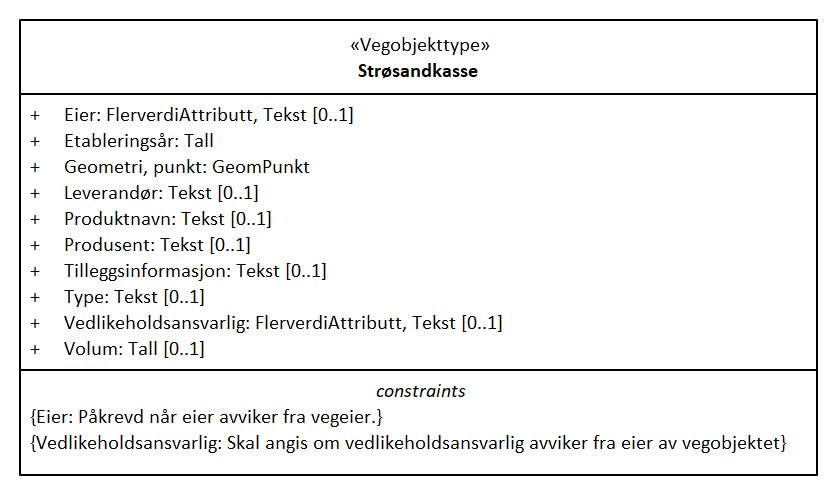 «Vegobjekttype»
Strøsandkasse
+ Eier: FlerverdiAttributt, Tekst [0..1]
+ Etableringsår: Tall
+ Geometri, punkt: GeomPunkt
+ Leverandør: Tekst [0..1]
+ Produktnavn: Tekst [0..1]
+ Produsent: Tekst [0..1]
+ Tilleggsinformasjon: Tekst [0..1]
+ Type: Tekst [0..1]
+ Vedlikeholdsansvarlig: FlerverdiAttributt, Tekst [0..1]
+ Volum: Tall [0..1]
constraints
{Eier: Påkrevd når eier avviker fra vegeier.}
{Vedlikeholdsansvarlig: Skal angis om vedlikeholdsansvarlig avviker fra eier av vegobjektet}